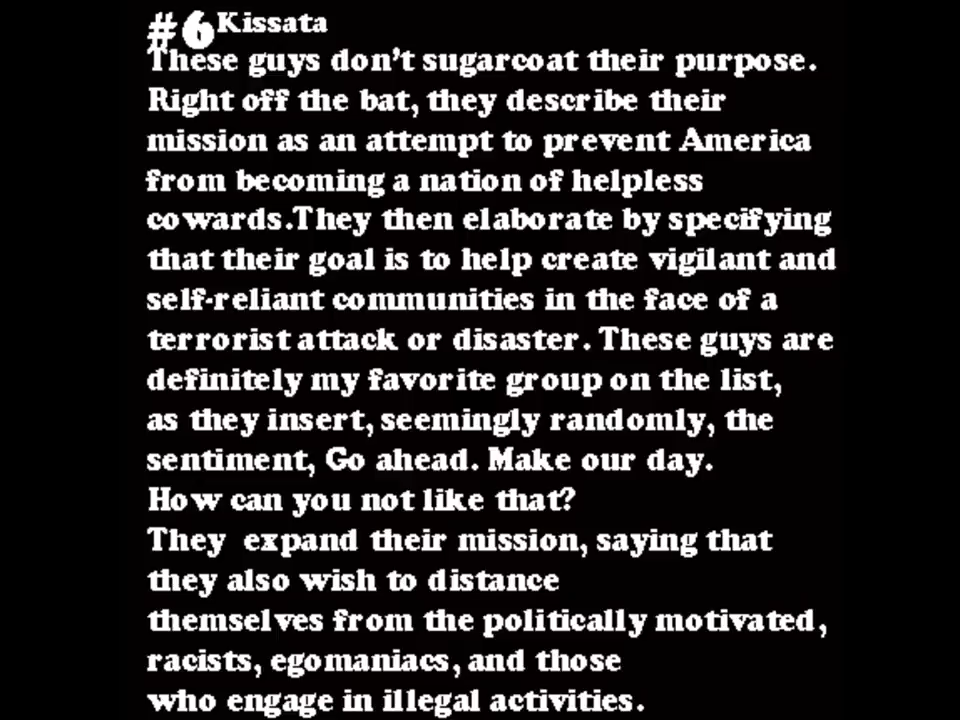 #6 Kissata
These guys don't sugarcoat their purpose.
Right off the bat, they describe their
mission as an attempt to prevent America
from becoming a nation of helpless
cowards.They then elaborate by specifying
that their goal is to help create vigilant and
self-reliant communities in the face of a
terrorist attack or disaster. These guys are
definitely my favorite group on the list,
as they insert, seemingly randomly, the
sentiment, Go ahead. Make our day.
How can you not like that?
They expand their mission, saying that
they also wish to distance
themselves from the politically motivated,
racists, egomaniacs, and those
who engage in illegal activities.